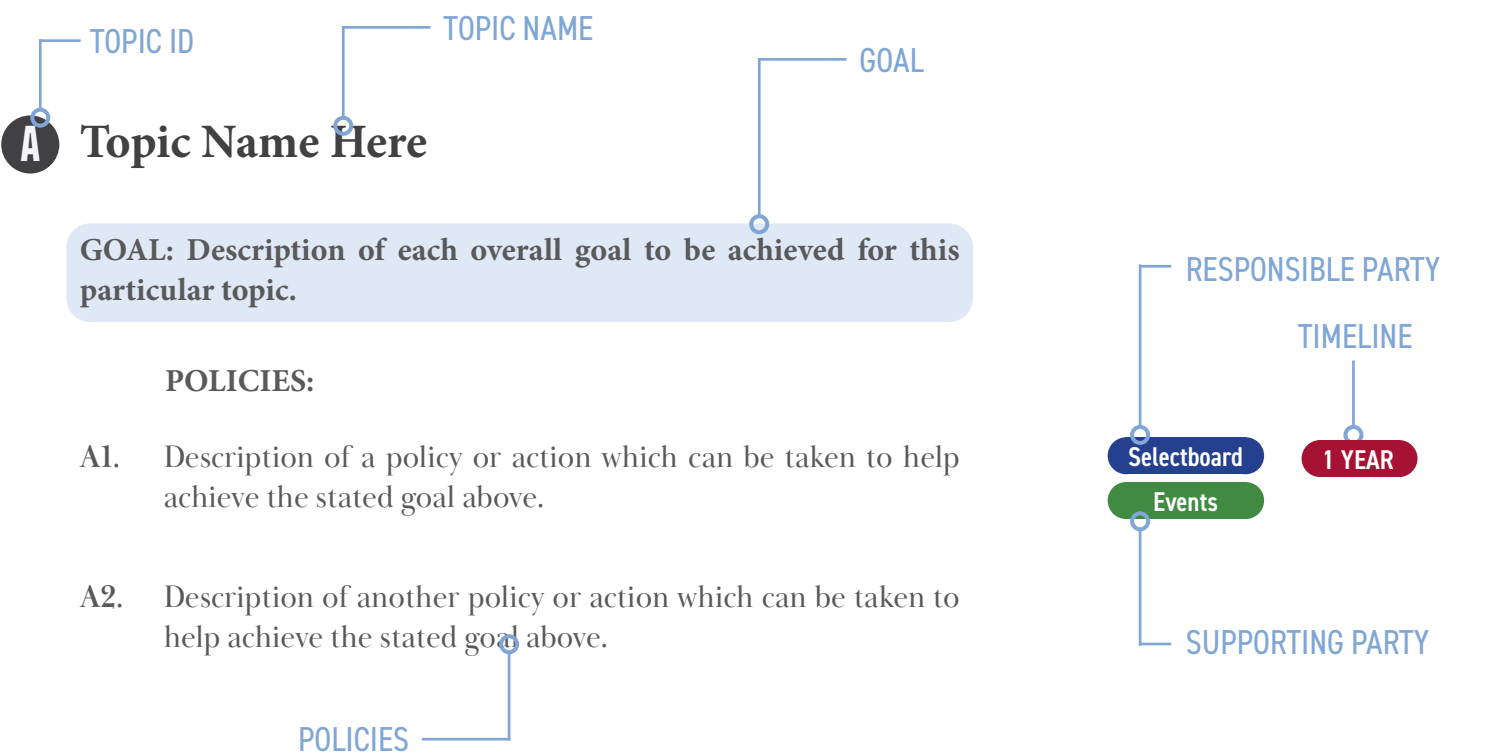 TOPIC ID
TOPIC NAME
GOAL
A Topic Name Here
GOAL: Description of each overall goal to be achieved for this
particular topic.
RESPONSIBLE PARTY
TIMELINE
POLICIES:
A1. Description of a policy or action which can be taken to help
achieve the stated goal above.
Selectboard
1 YEAR
Events
A2. Description of another policy or action which can be taken to
help achieve the stated goal above.
SUPPORTING PARTY
POLICIES